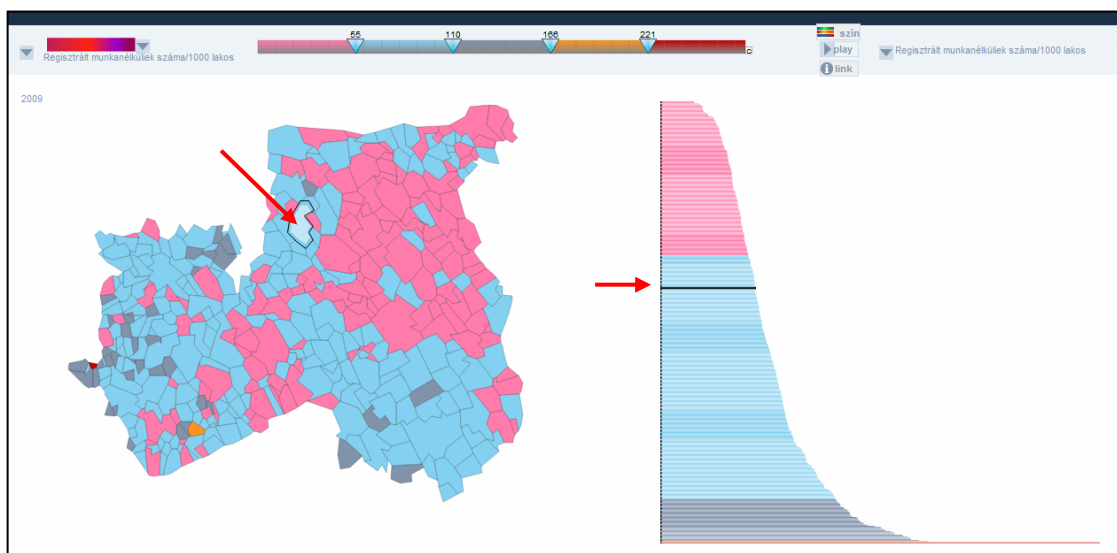 55 110 166 221
szín
play
link
Regisztrált munkanélküliek száma/1000 lakos
Regisztrált munkanélküliek száma/1000 lakos
2009